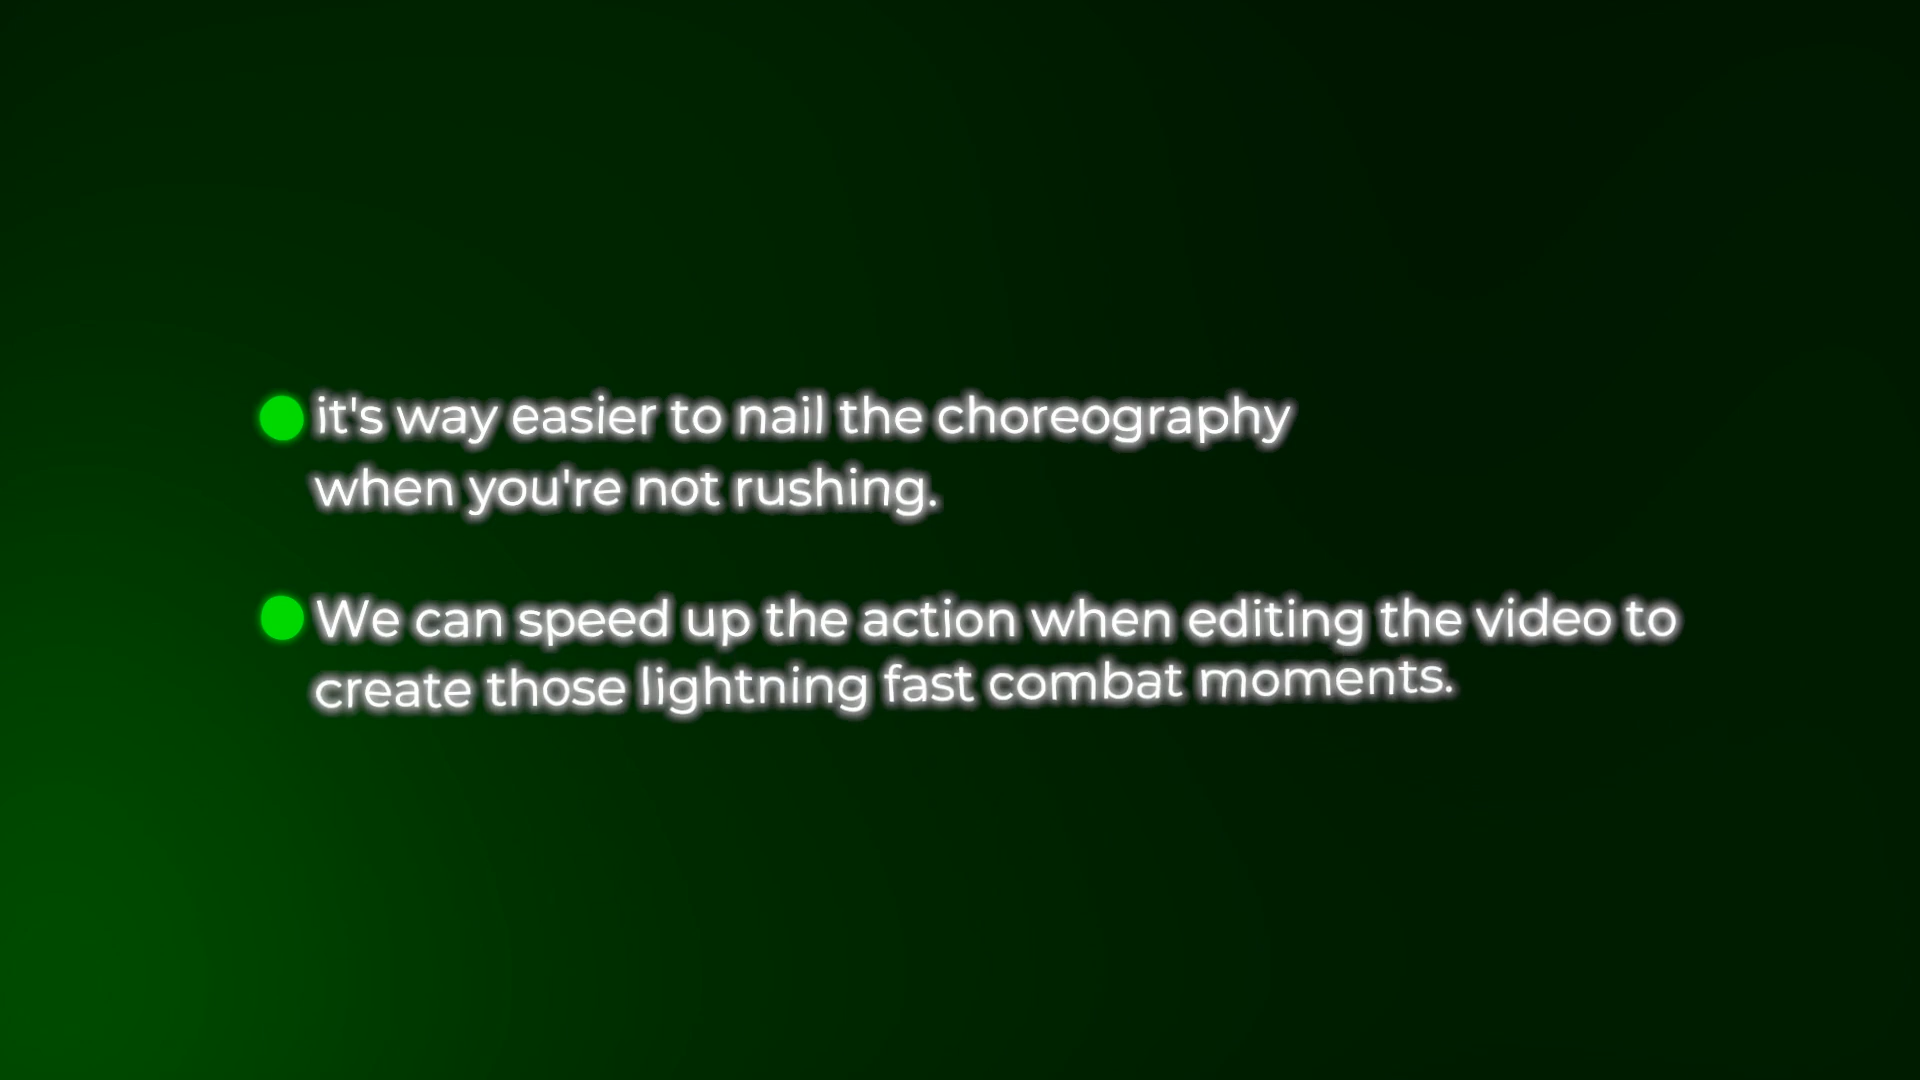 it's way easier to nail the choreography
when you're not rushing.
We can speed up the action when editing the video to
create those lightning fast combat moments.